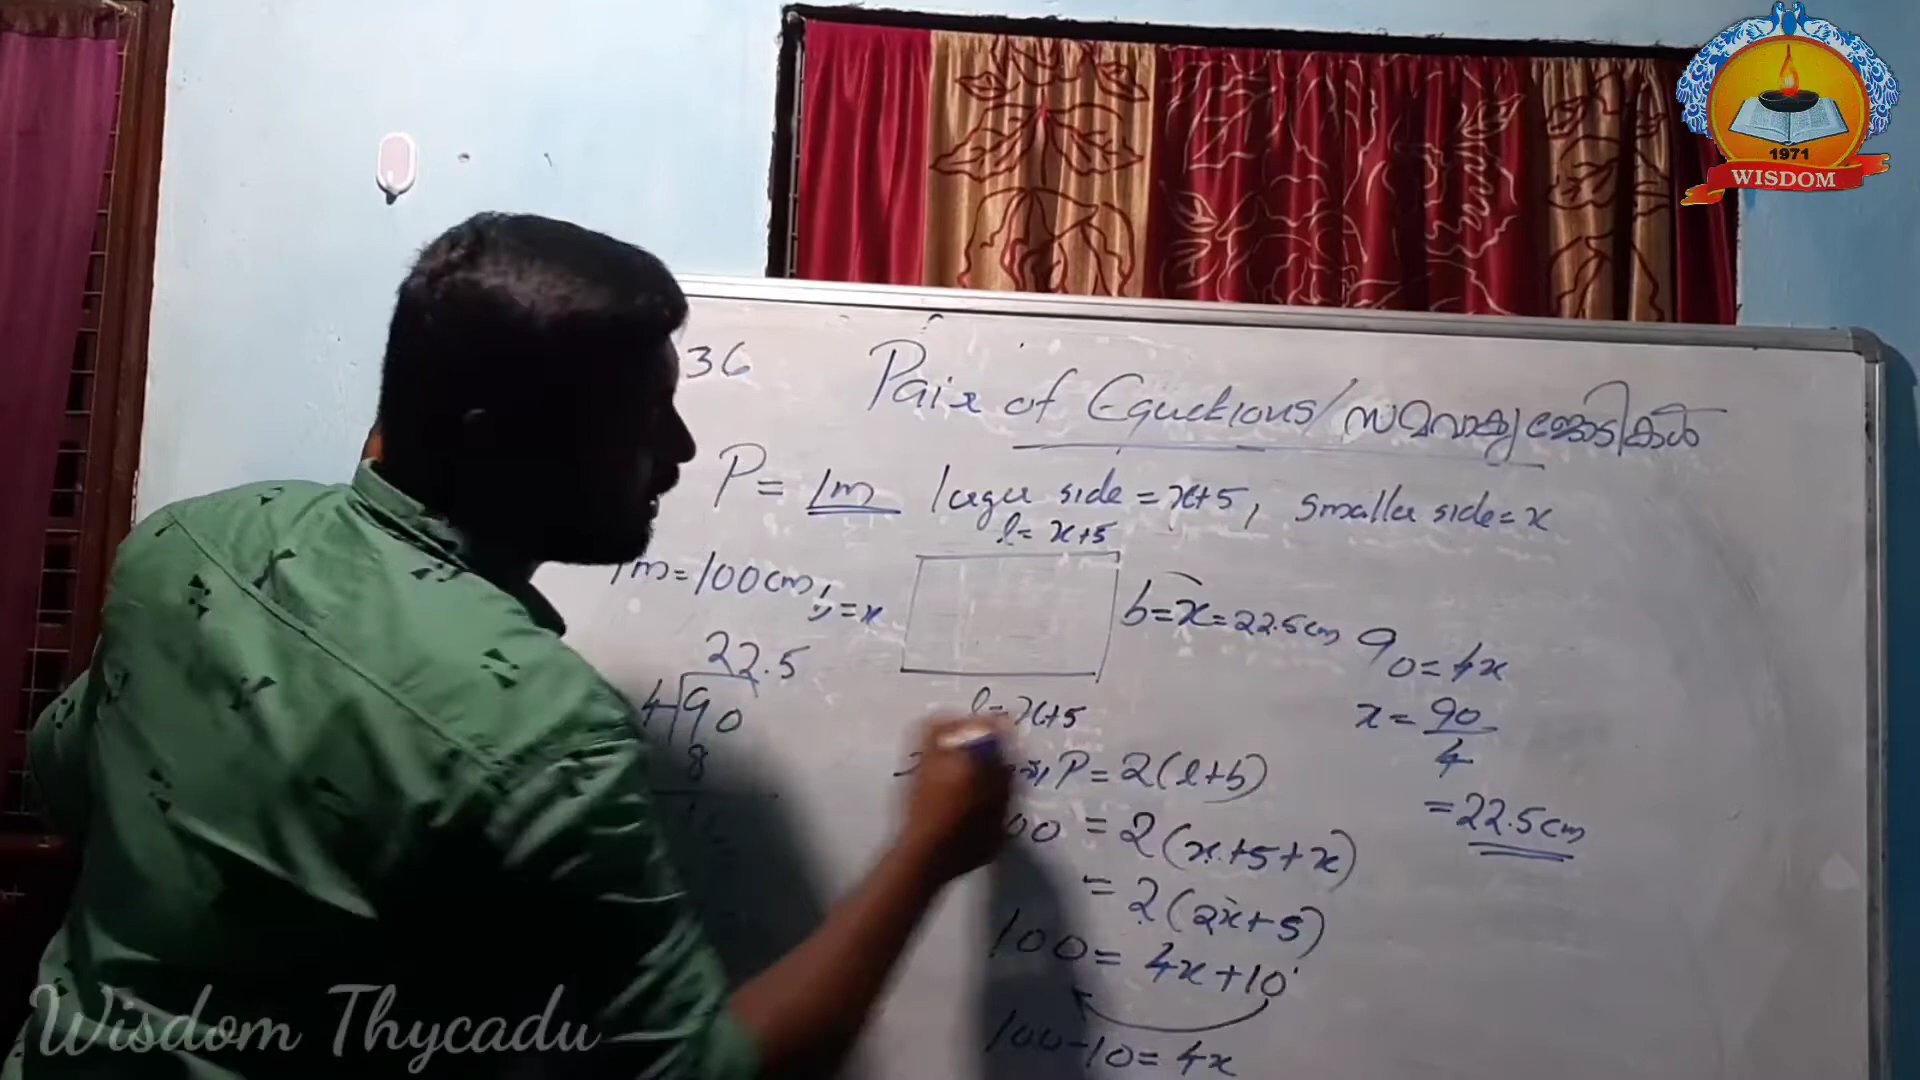 1971
WISDOM
36
Pair of Equations/സമവാക്യജോടികൾ
P = 1m larger side = x+5, smaller side = x
l = x+5
1m = 100cm
b = x
b = x = 22.5cm
90 = 4x
22.5
4 90
8
l = x+5
x = 90
4
P = 2(l+b)
= 22.5cm
00 = 2(x+5+x)
= 2(2x+5)
100 = 4x+10
100-10 = 4x
Wisdom Thycadu